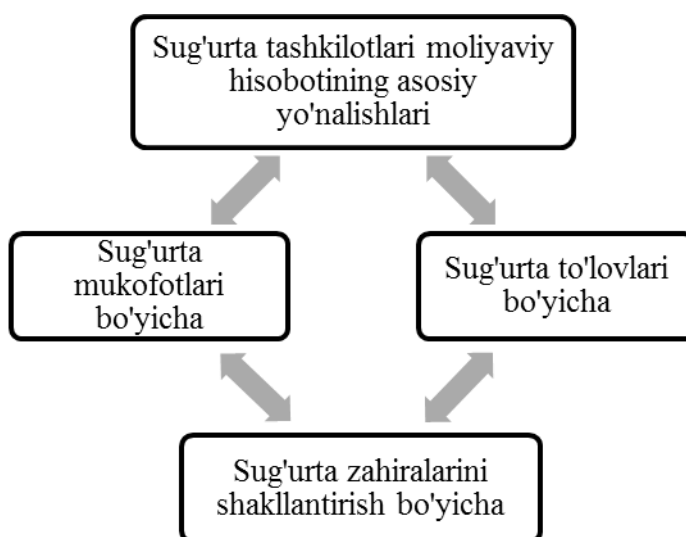 Sug'urta tashkilotlari moliyaviy
hisobotining asosiy
yo'nalishlari
Sug'urta
mukofotlari
bo'yicha
Sug'urta to'lovlari
bo'yicha
Sug'urta zahiralarini
shakllantirish bo'yicha